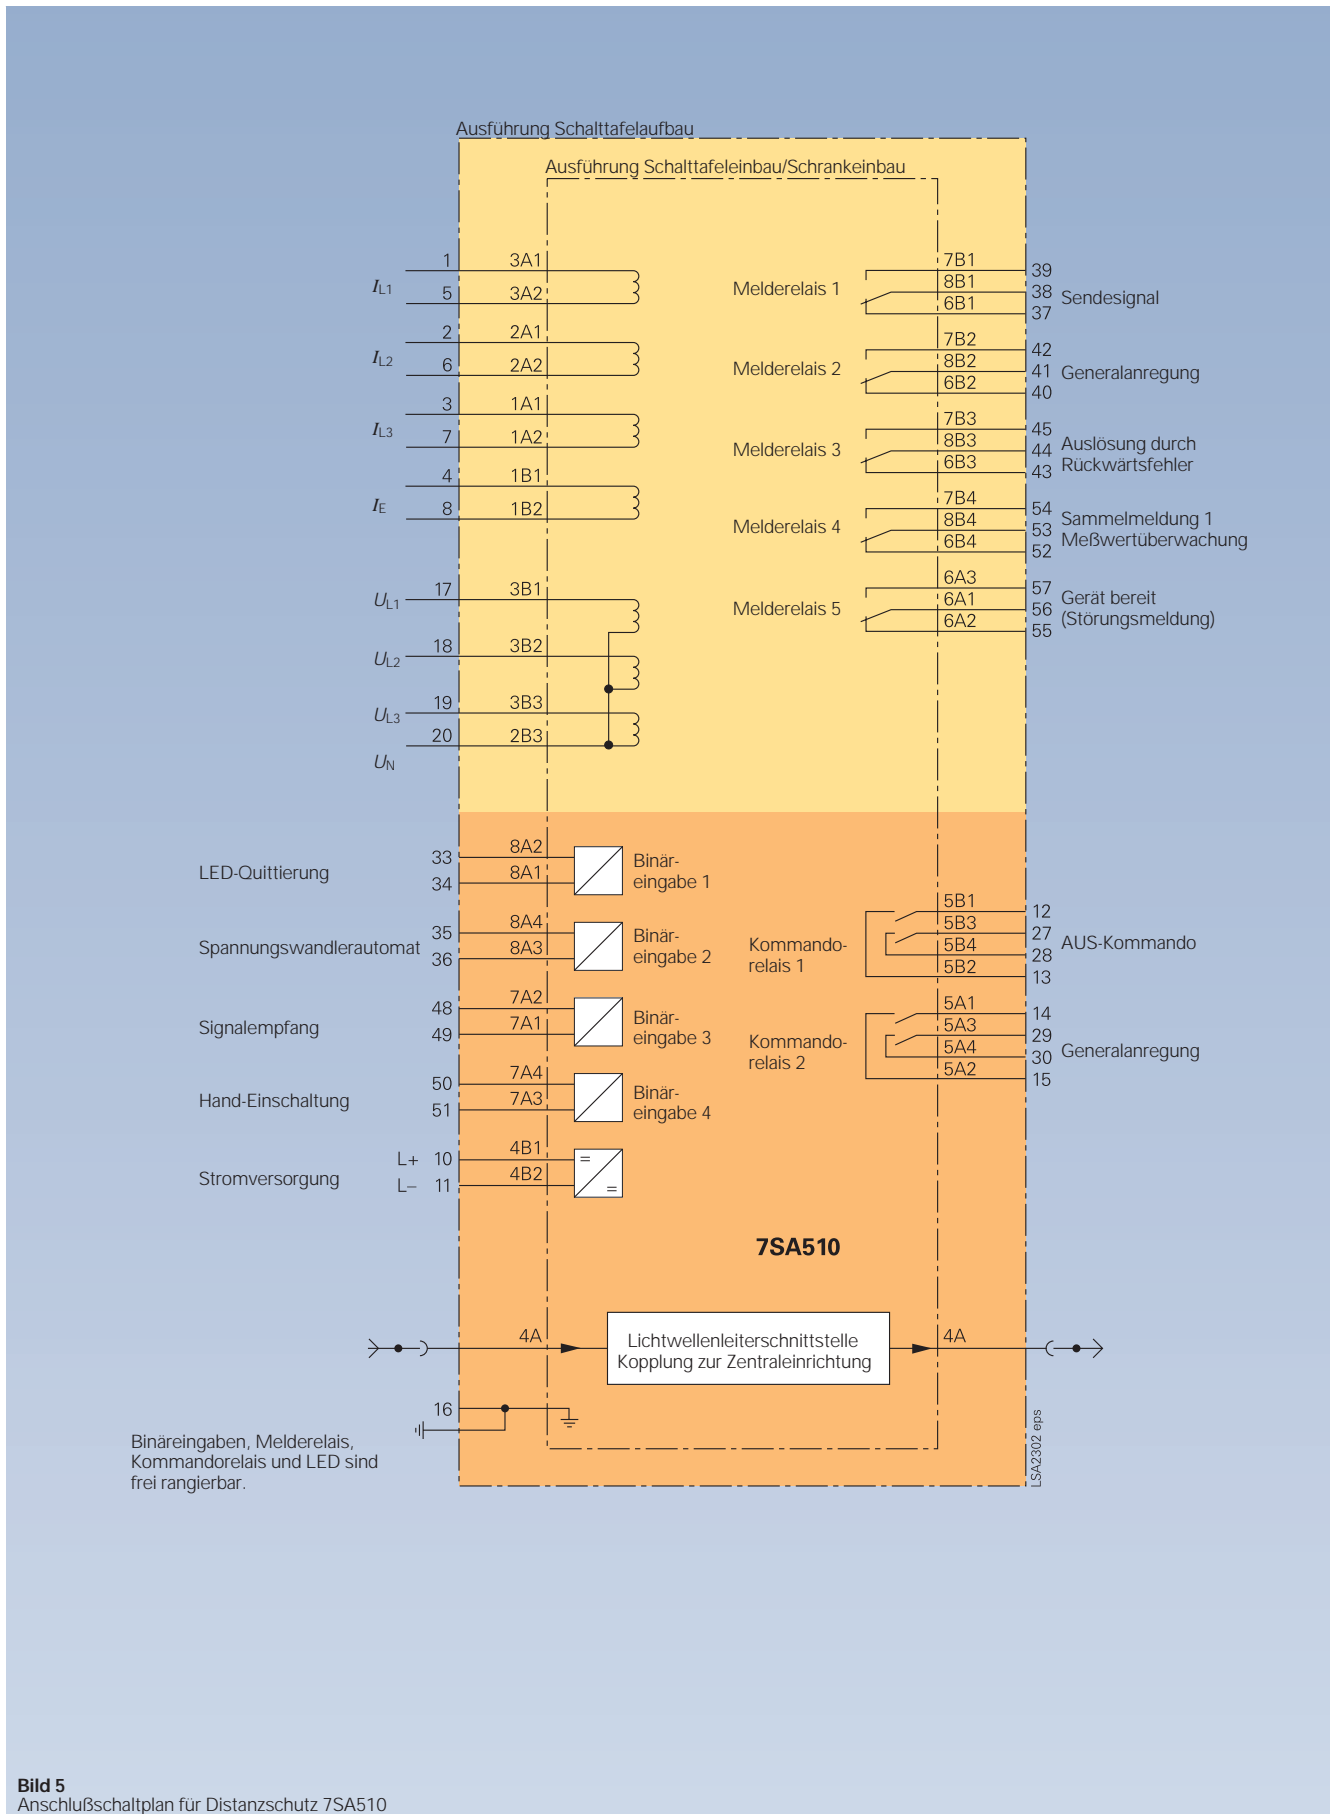 Ausführung Schalttafelaufbau
Ausführung Schalttafeleinbau/Schrankeinbau
1 3A1
IL1
5 3A2
2 2A1
IL2
6 2A2
3 1A1
IL3
7 1A2
4 1B1
IE
8 1B2
17 3B1
UL1
18 3B2
UL2
19 3B3
UL3
20 2B3
UN
Melderelais 1
7B1 39
8B1 38
6B1 37
Sendesignal
Melderelais 2
7B2 42
8B2 41
6B2 40
Generalanregung
Melderelais 3
7B3 45
8B3 44
6B3 43
Auslösung durch
Rückwärtsfehler
Melderelais 4
7B4 54
8B4 53
6B4 52
Sammelmeldung 1
Meßwertüberwachung
Melderelais 5
6A3 57
6A1 56
6A2 55
Gerät bereit
(Störungsmeldung)
LED-Quittierung
33 8A2
34 8A1
Binär-
eingabe 1
Spannungswandlerautomat
35 8A4
36 8A3
Binär-
eingabe 2
Signalempfang
48 7A2
49 7A1
Binär-
eingabe 3
Hand-Einschaltung
50 7A4
51 7A3
Binär-
eingabe 4
Stromversorgung
L+ 10 4B1
L– 11 4B2
= =
Kommando-
relais 1
5B1 12
5B3 27
5B4 28
5B2 13
AUS-Kommando
Kommando-
relais 2
5A1 14
5A3 29
5A4 30
5A2 15
Generalanregung
7SA510
4A
Lichtwellenleiterschnittstelle
Kopplung zur Zentraleinrichtung
4A
16
Binäreingaben, Melderelais,
Kommandorelais und LED sind
frei rangierbar.
LSA2302 eps
Bild 5
Anschlußschaltplan für Distanzschutz 7SA510